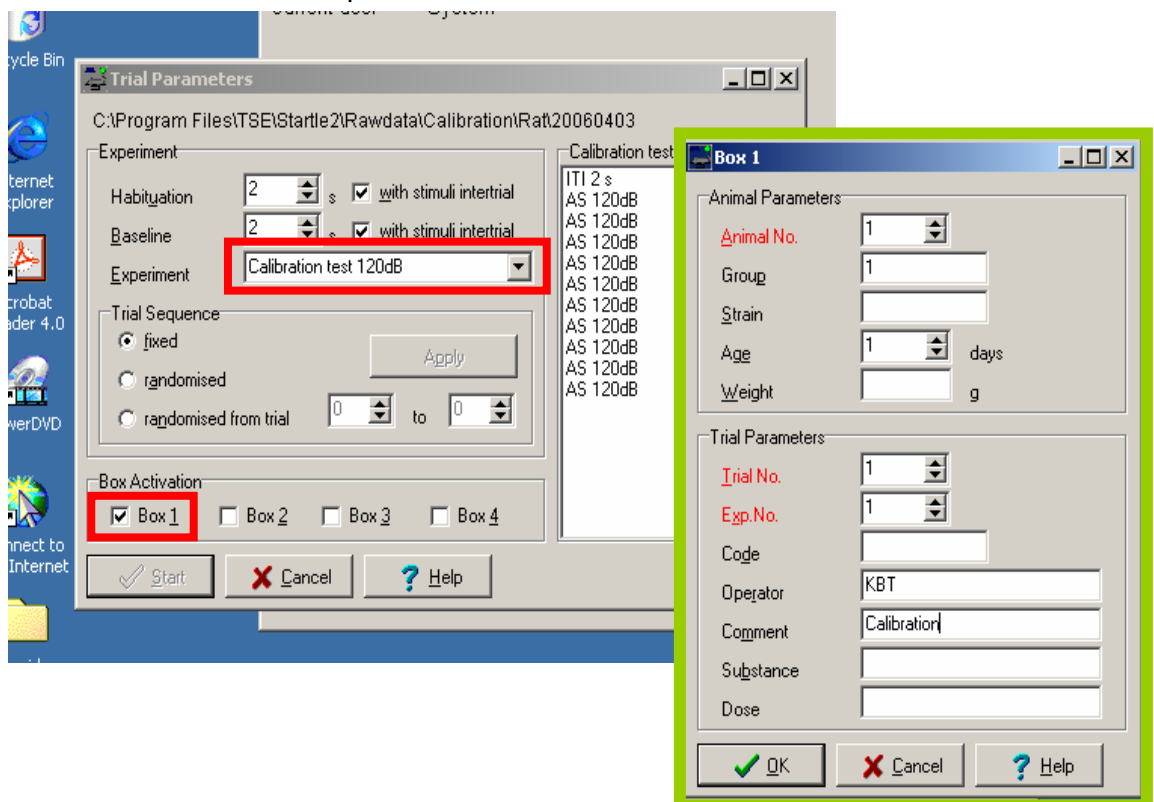 ycle Bin
ternet
xplorer
crobat
ader 4.0
werDVD
nnect to
Internet
Trial Parameters
C:\Program Files\TSE\Startle2\Rawdata\Calibration\Rat\20060403
Experiment
Habituation 2 s with stimuli intertrial
Baseline 2 s with stimuli intertrial
Experiment Calibration test 120dB
Trial Sequence
fixed
Apply
randomised
randomised from trial 0 to 0
Box Activation
Box 1 Box 2 Box 3 Box 4
Start Cancel Help
Calibration test
ITI 2 s
AS 120dB
AS 120dB
AS 120dB
AS 120dB
AS 120dB
AS 120dB
AS 120dB
AS 120dB
AS 120dB
AS 120dB
Box 1
Animal Parameters
Animal No. 1
Group 1
Strain
Age 1 days
Weight g
Trial Parameters
Trial No. 1
Exp.No. 1
Code
Operator KBT
Comment Calibration
Substance
Dose
OK Cancel Help